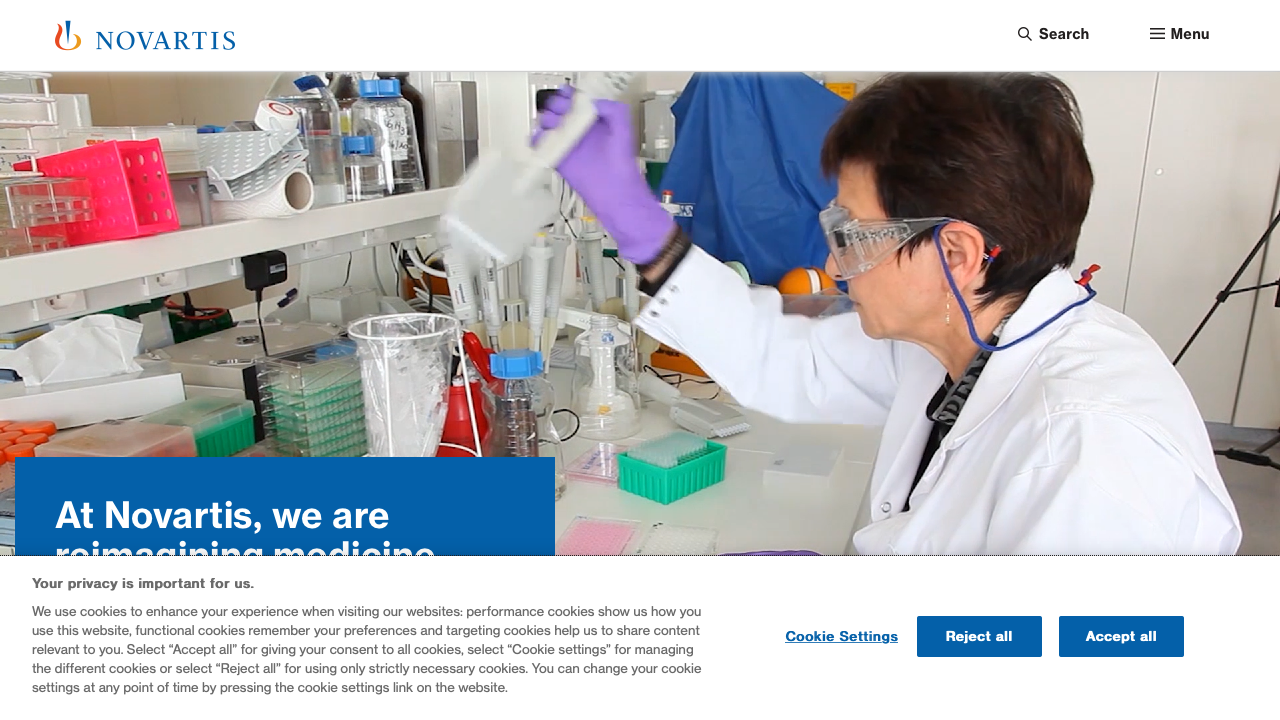 NOVARTIS
Search
Menu
At Novartis, we are
reimagining medicine
Your privacy is important for us.
We use cookies to enhance your experience when visiting our websites: performance cookies show us how you
use this website, functional cookies remember your preferences and targeting cookies help us to share content
relevant to you. Select “Accept all” for giving your consent to all cookies, select “Cookie settings” for managing
the different cookies or select “Reject all” for using only strictly necessary cookies. You can change your cookie
settings at any point of time by pressing the cookie settings link on the website.
Cookie Settings
Reject all
Accept all